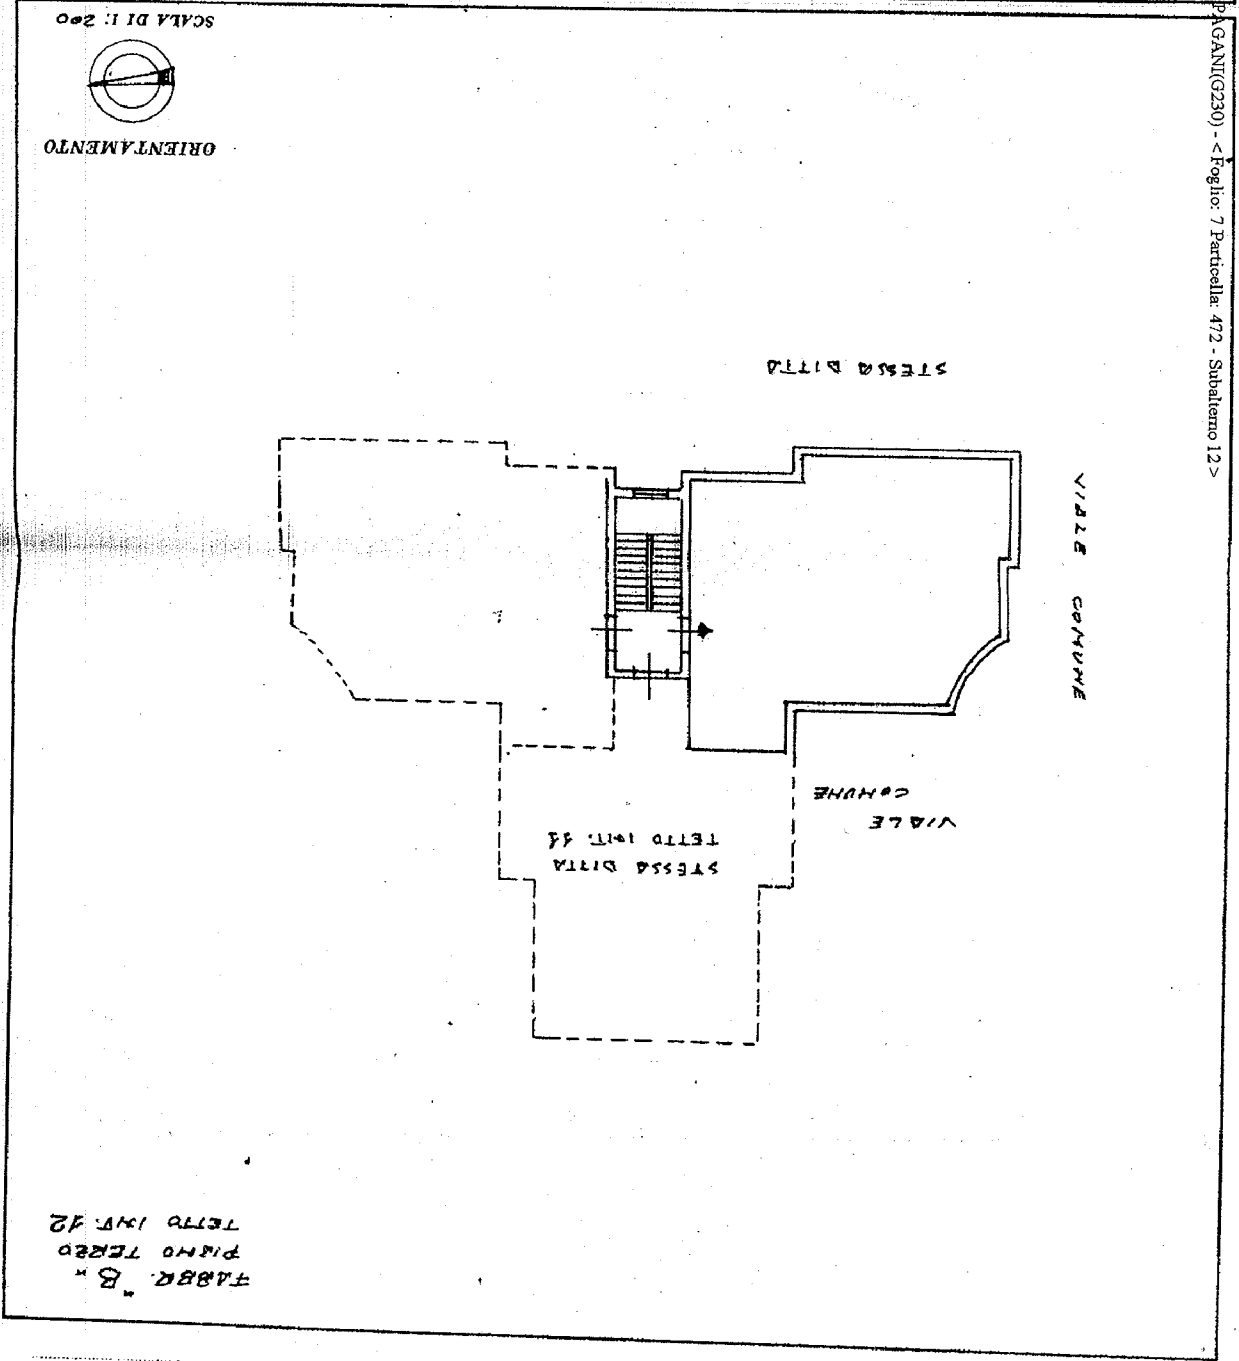 PAGANI(G230) - <Foglio: 7 Particella: 472 - Subalterno 12>
FABBR. "B"
PIANO TERZO
TETTO INT. 12
STESSA DITTA
TETTO INT. 11
VIALE
COMUNE
VIALE COMUNE
STESSA DITTA
ORIENTAMENTO
SCALA DI 1: 200